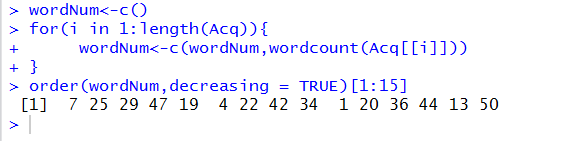 > wordNum<-c()
> for(i in 1:length(Acq)){
+     wordNum<-c(wordNum,wordcount(Acq[[i]]))
+ }
> order(wordNum,decreasing = TRUE)[1:15]
 [1]  7 25 29 47 19  4 22 42 34  1 20 36 44 13 50
>